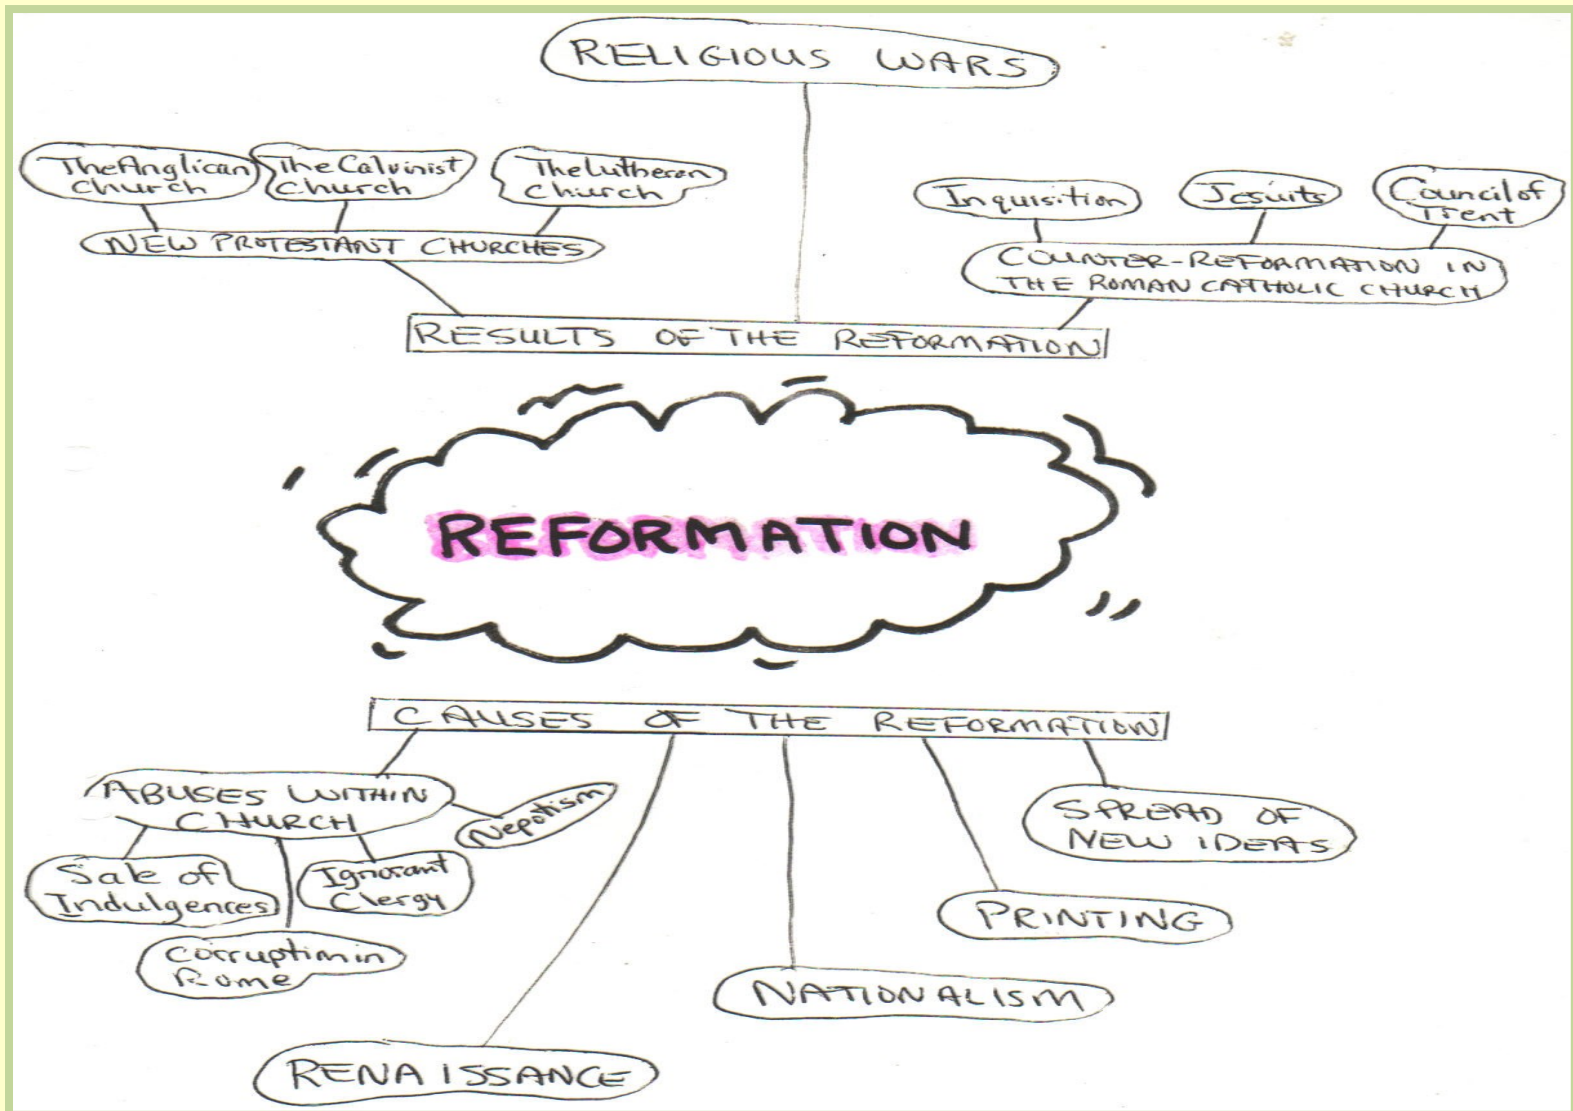 RELIGIOUS WARS
The Anglican
Church
The Calvinist
Church
The Lutheran
Church
NEW PROTESTANT CHURCHES
Inquisition
Jesuits
Council of
Trent
COUNTER-REFORMATION IN
THE ROMAN CATHOLIC CHURCH
RESULTS OF THE REFORMATION
REFORMATION
CAUSES OF THE REFORMATION
ABUSES WITHIN
CHURCH
Nepotism
Sale of
Indulgences
Ignorant
Clergy
Corruption in
Rome
SPREAD OF
NEW IDEAS
PRINTING
NATIONALISM
RENAISSANCE